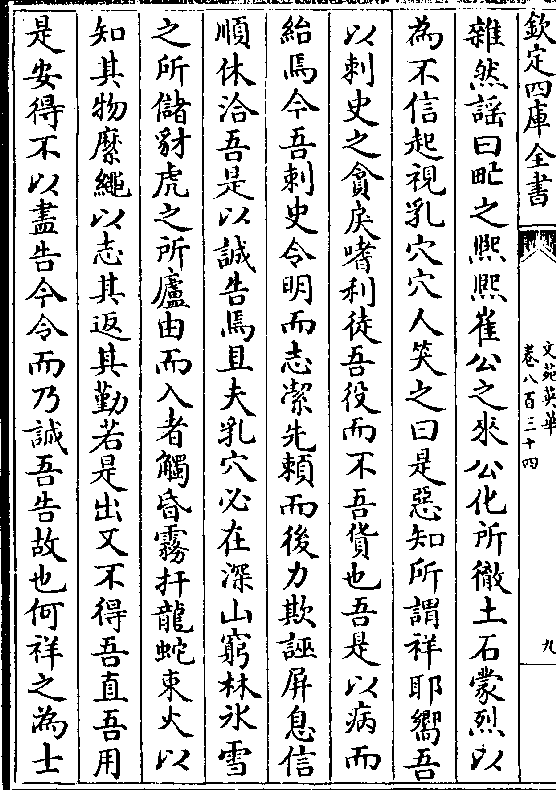 欽定四庫全書
文苑英華
卷八百三十四
九
雜然謡曰甿之熈熈崔公之來公化所徹土石蒙烈以
為不信起視乳穴穴人笑之曰是惡知所謂祥耶嚮吾
以刺史之貪戾嗜利徒吾役而不吾貨也吾是以病而
紿焉今吾刺史令明而志潔先頼而後力欺誣屏息信
順休洽吾是以誠告焉且夫乳穴必在深山窮林氷雪
之所儲豺虎之所廬由而入者觸昏霧扞龍蛇束火以
知其物縻繩以志其返其勤若是出又不得吾直吾用
是安得不以盡告今令而乃誠吾告故也何祥之為士